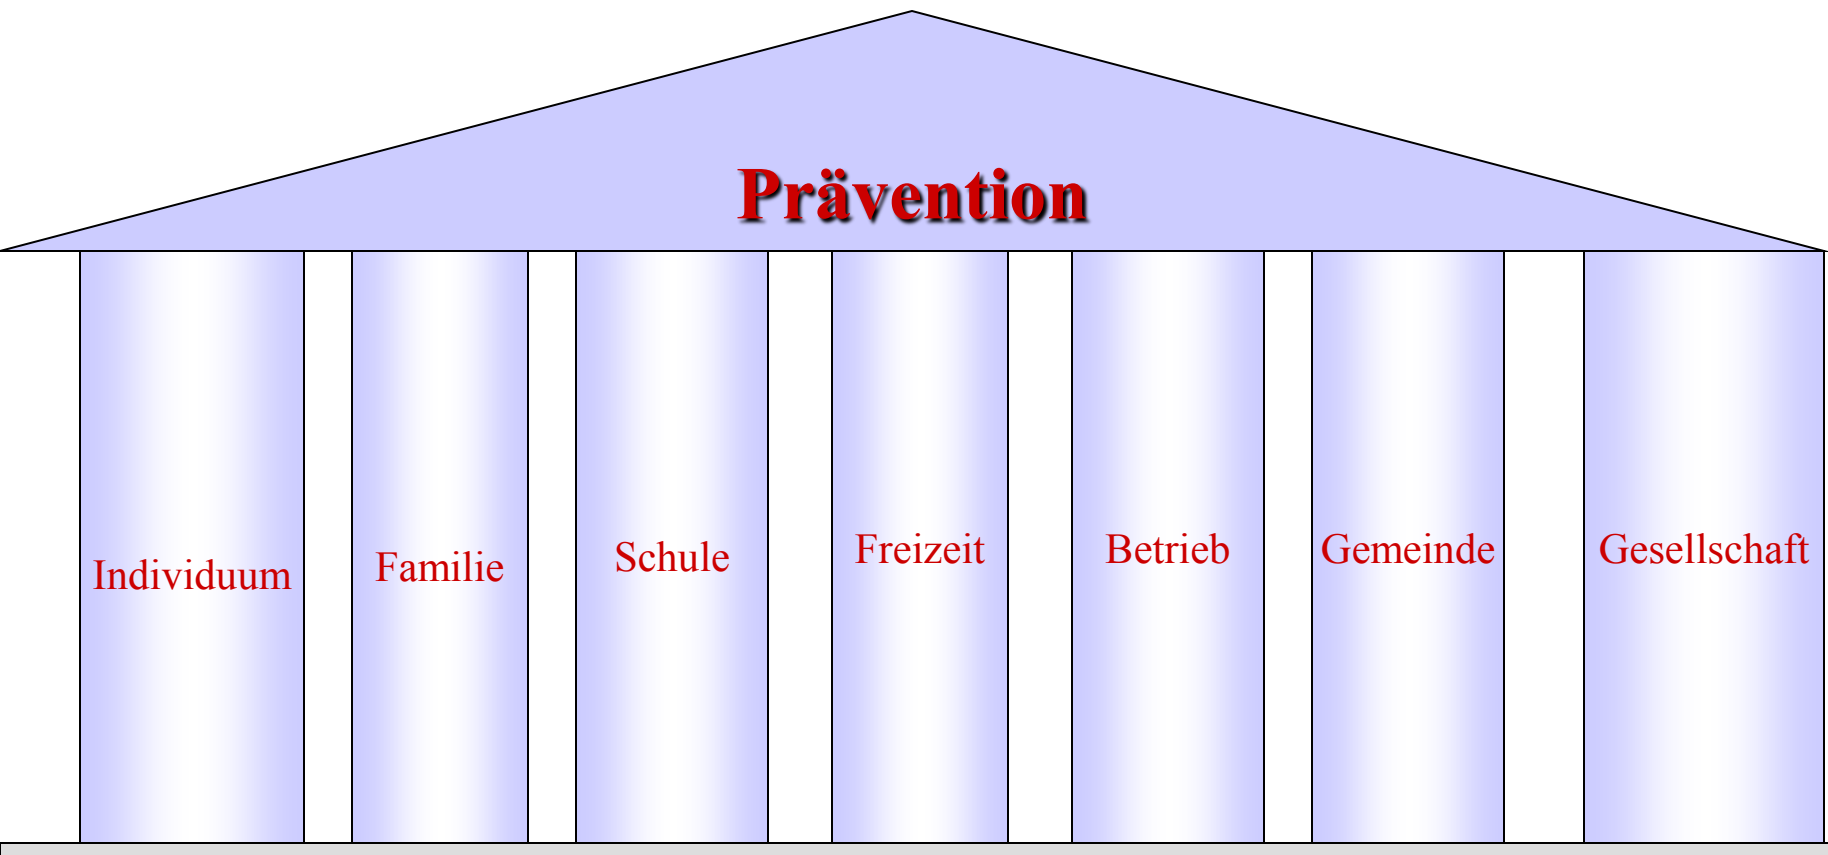 Prävention
Individuum
Familie
Schule
Freizeit
Betrieb
Gemeinde
Gesellschaft